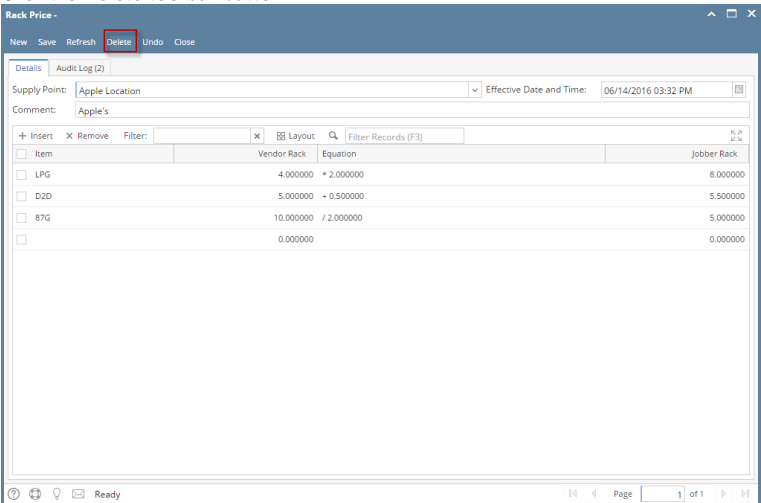 Rack Price -
New Save Refresh Delete Undo Close
Details Audit Log (2)
Supply Point: Apple Location Effective Date and Time: 06/14/2016 03:32 PM
Comment: Apple's
+ Insert X Remove Filter: x Layout Filter Records (F3)
Item Vendor Rack Equation Jobber Rack
LPG 4.000000 * 2.000000 8.000000
D2D 5.000000 + 0.500000 5.500000
87G 10.000000 / 2.000000 5.000000
0.000000 0.000000
Ready Page 1 of 1